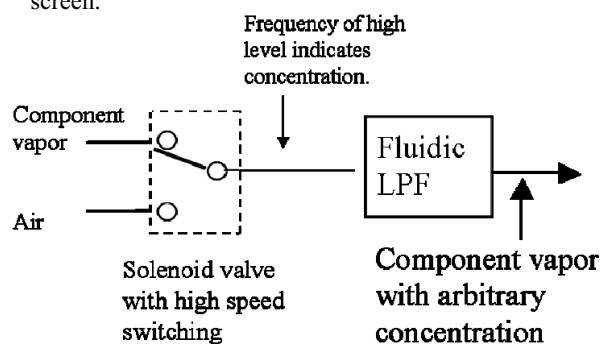 screen.
Frequency of high
level indicates
concentration.
Component
vapor
Fluidic
LPF
Air
Solenoid valve
with high speed
switching
Component vapor
with arbitrary
concentration